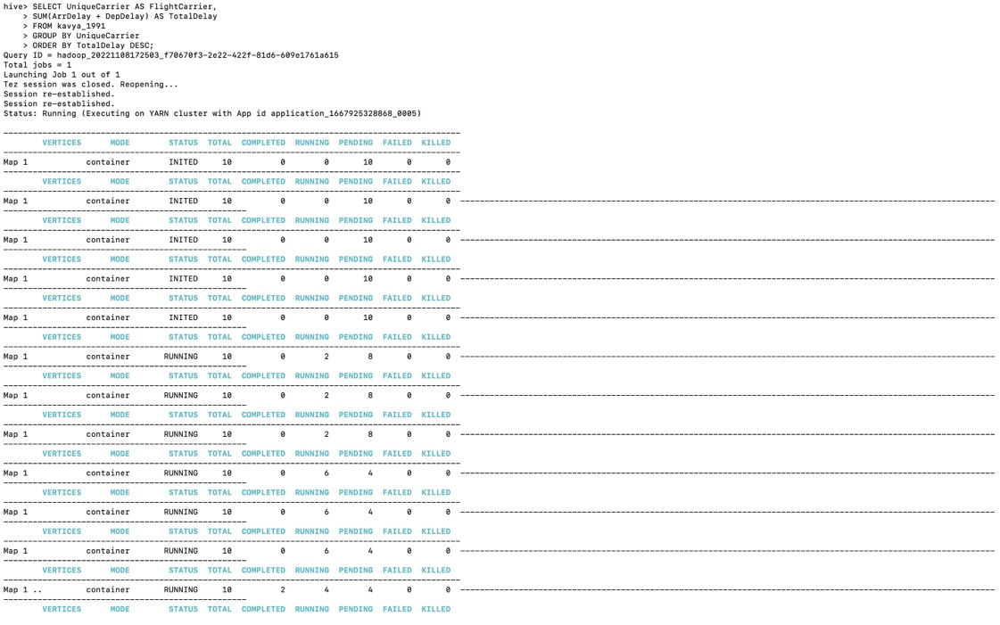 hive> SELECT UniqueCarrier AS FlightCarrier,
    > SUM(ArrDelay + DepDelay) AS TotalDelay
    > FROM kavya_1991
    > GROUP BY UniqueCarrier
    > ORDER BY TotalDelay DESC;
Query ID = hadoop_20221108172503_f70670f3-2e22-422f-81d6-609e1761a615
Total jobs = 1
Launching Job 1 out of 1
Tez session was closed. Reopening...
Session re-established.
Session re-established.
Status: Running (Executing on YARN cluster with App id application_1667925328868_0005)
VERTICES MODE STATUS TOTAL COMPLETED RUNNING PENDING FAILED KILLED
Map 1 container INITED 10 0 0 10 0 0
VERTICES MODE STATUS TOTAL COMPLETED RUNNING PENDING FAILED KILLED
Map 1 container INITED 10 0 0 10 0 0
VERTICES MODE STATUS TOTAL COMPLETED RUNNING PENDING FAILED KILLED
Map 1 container INITED 10 0 0 10 0 0
VERTICES MODE STATUS TOTAL COMPLETED RUNNING PENDING FAILED KILLED
Map 1 container INITED 10 0 0 10 0 0
VERTICES MODE STATUS TOTAL COMPLETED RUNNING PENDING FAILED KILLED
Map 1 container INITED 10 0 0 10 0 0
VERTICES MODE STATUS TOTAL COMPLETED RUNNING PENDING FAILED KILLED
Map 1 container RUNNING 10 0 2 8 0 0
VERTICES MODE STATUS TOTAL COMPLETED RUNNING PENDING FAILED KILLED
Map 1 container RUNNING 10 0 2 8 0 0
VERTICES MODE STATUS TOTAL COMPLETED RUNNING PENDING FAILED KILLED
Map 1 container RUNNING 10 0 2 8 0 0
VERTICES MODE STATUS TOTAL COMPLETED RUNNING PENDING FAILED KILLED
Map 1 container RUNNING 10 0 6 4 0 0
VERTICES MODE STATUS TOTAL COMPLETED RUNNING PENDING FAILED KILLED
Map 1 container RUNNING 10 0 6 4 0 0
VERTICES MODE STATUS TOTAL COMPLETED RUNNING PENDING FAILED KILLED
Map 1 container RUNNING 10 0 6 4 0 0
VERTICES MODE STATUS TOTAL COMPLETED RUNNING PENDING FAILED KILLED
Map 1 .. container RUNNING 10 2 4 4 0 0
VERTICES MODE STATUS TOTAL COMPLETED RUNNING PENDING FAILED KILLED